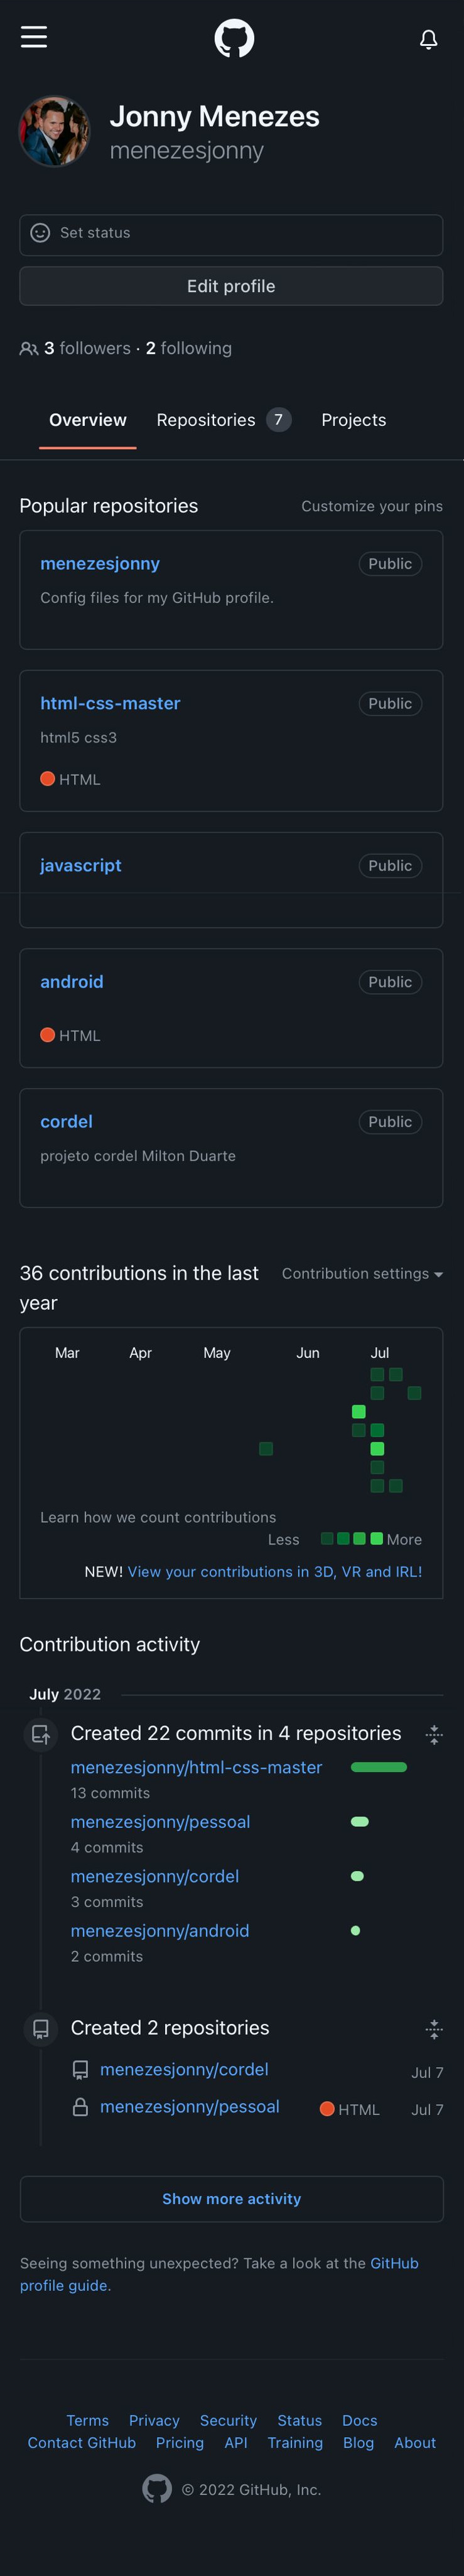 Jonny Menezes
menezesjonny
Set status
Edit profile
3 followers · 2 following
Overview Repositories 7 Projects
Popular repositories Customize your pins
menezesjonny Public
Config files for my GitHub profile.
html-css-master Public
html5 css3
HTML
javascript Public
android Public
HTML
cordel Public
projeto cordel Milton Duarte
36 contributions in the last Contribution settings
year
Mar Apr May Jun Jul
Learn how we count contributions
Less More
NEW! View your contributions in 3D, VR and IRL!
Contribution activity
July 2022
Created 22 commits in 4 repositories
menezesjonny/html-css-master
13 commits
menezesjonny/pessoal
4 commits
menezesjonny/cordel
3 commits
menezesjonny/android
2 commits
Created 2 repositories
menezesjonny/cordel Jul 7
menezesjonny/pessoal HTML Jul 7
Show more activity
Seeing something unexpected? Take a look at the GitHub
profile guide.
Terms Privacy Security Status Docs
Contact GitHub Pricing API Training Blog About
© 2022 GitHub, Inc.